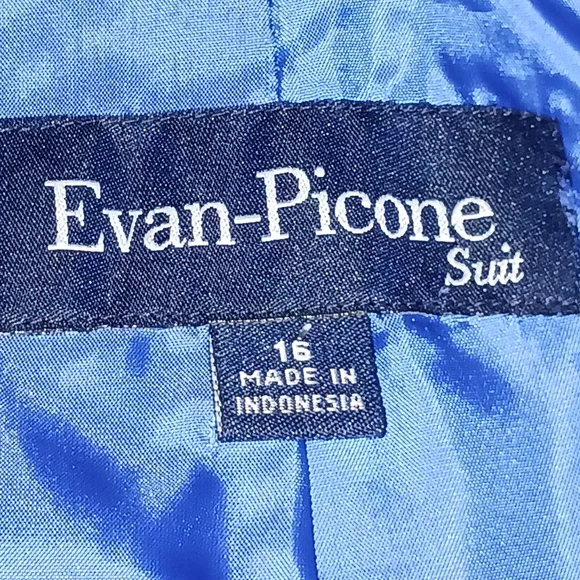 Evan-Picone
Suit
16
MADE IN
INDONESIA